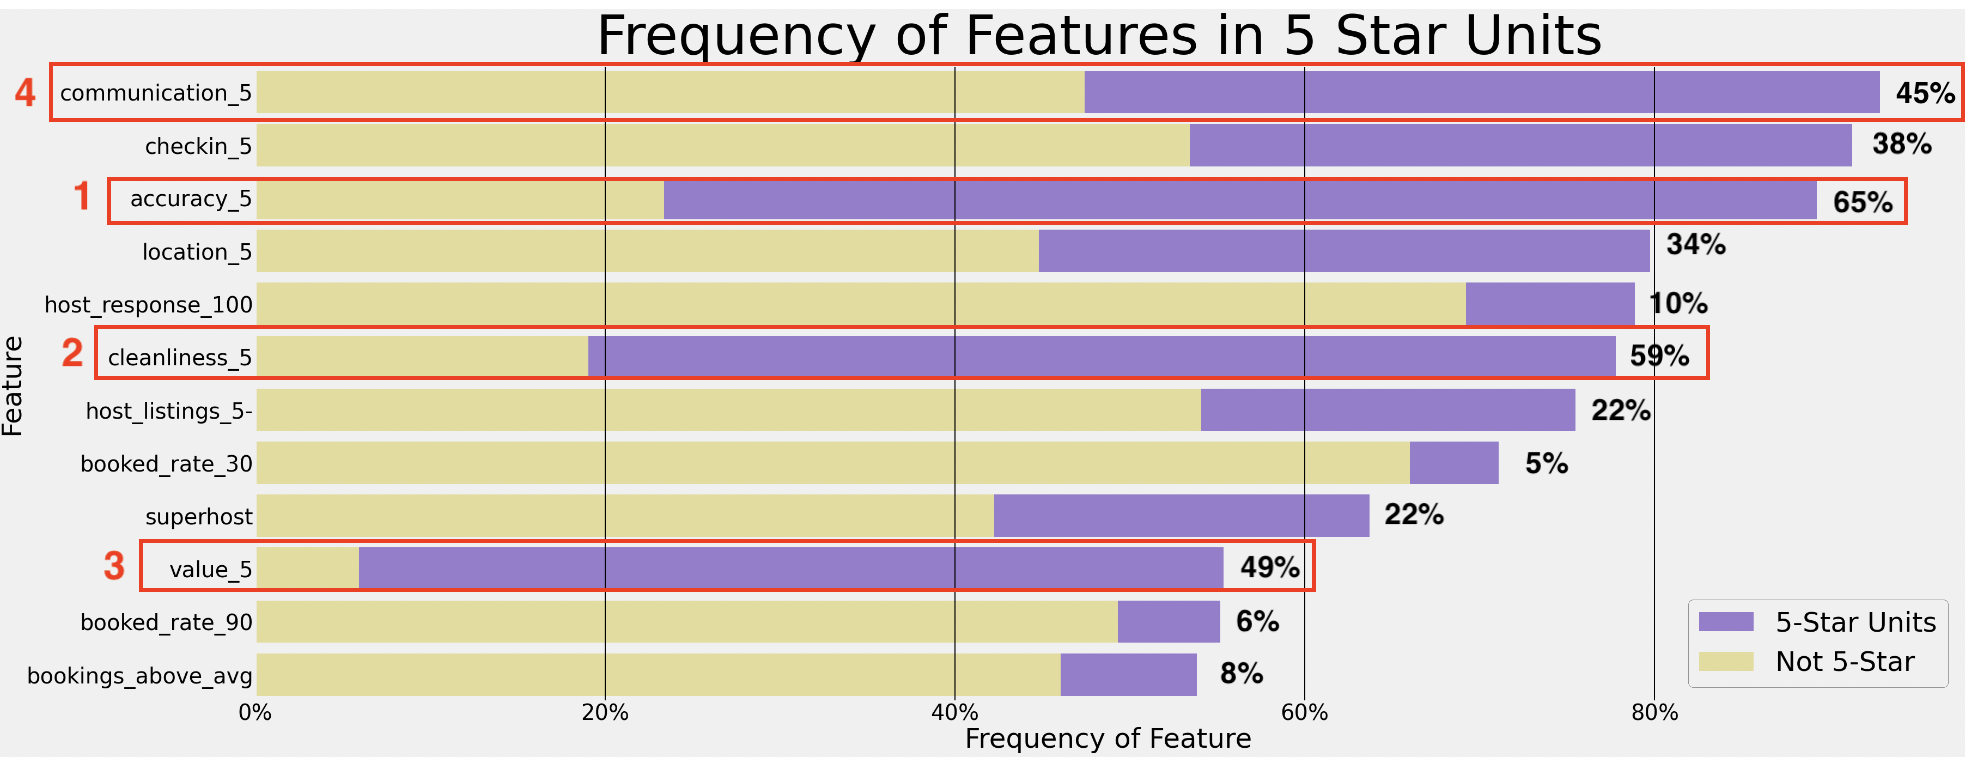 Frequency of Features in 5 Star Units
4 communication_5 45%
checkin_5 38%
1 accuracy_5 65%
location_5 34%
host_response_100 10%
2 cleanliness_5 59%
host_listings_5- 22%
booked_rate_30 5%
superhost 22%
3 value_5 49%
booked_rate_90 6%
bookings_above_avg 8%
Feature
5-Star Units
Not 5-Star
0% 20% 40% 60% 80%
Frequency of Feature